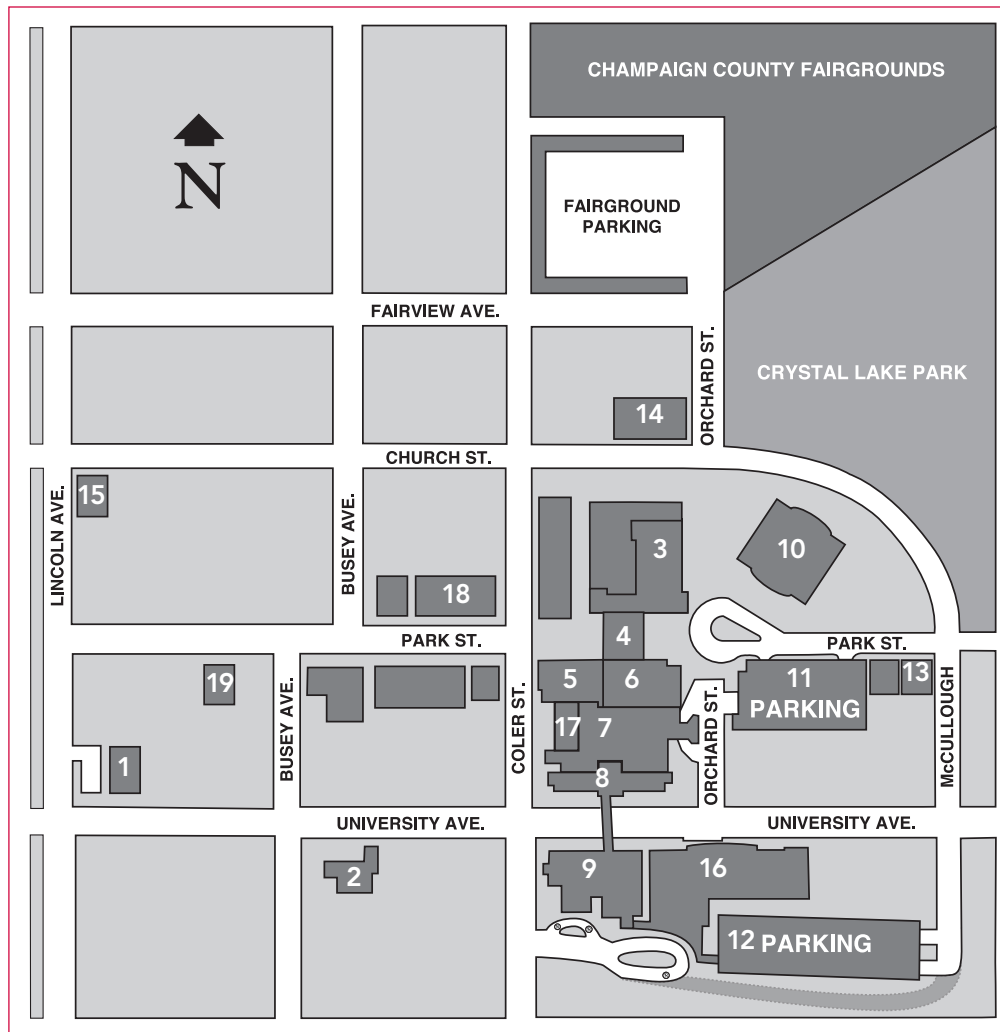 CHAMPAIGN COUNTY FAIRGROUNDS
N
FAIRGROUND
PARKING
FAIRVIEW AVE.
ORCHARD ST.
CRYSTAL LAKE PARK
14
CHURCH ST.
LINCOLN AVE.
15
BUSEY AVE.
18
3
10
PARK ST.
4
PARK ST.
19
BUSEY AVE.
COLER ST.
5
6
17
7
8
ORCHARD ST.
11
PARKING
13
McCULLOUGH
1
UNIVERSITY AVE.
UNIVERSITY AVE.
2
9
16
12 PARKING